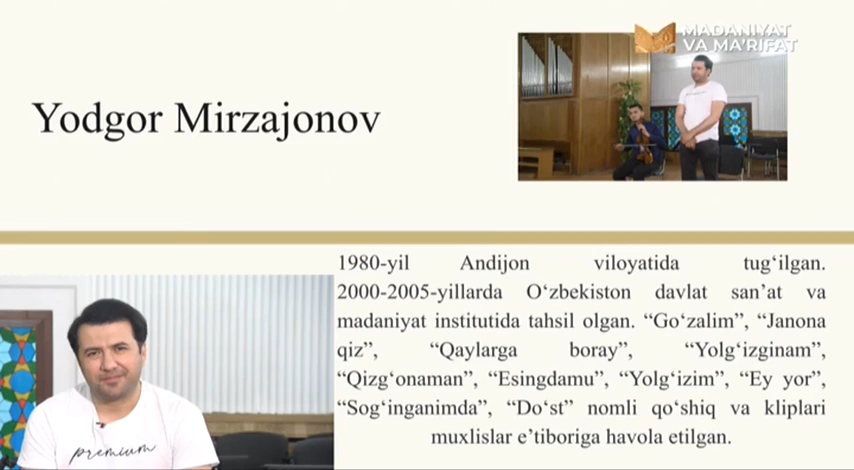 MADANIYAT
VA MA'RIFAT
Yodgor Mirzajonov
1980-yil Andijon viloyatida tug‘ilgan.
2000-2005-yillarda O‘zbekiston davlat san’at va
madaniyat institutida tahsil olgan. “Go‘zalim”, “Janona
qiz”, “Qaylarga boray”, “Yolg‘izginam”,
“Qizg‘onaman”, “Esingdamu”, “Yolg‘izim”, “Ey yor”,
“Sog‘inganimda”, “Do‘st” nomli qo‘shiq va kliplari
muxlislar e’tiboriga havola etilgan.
premium